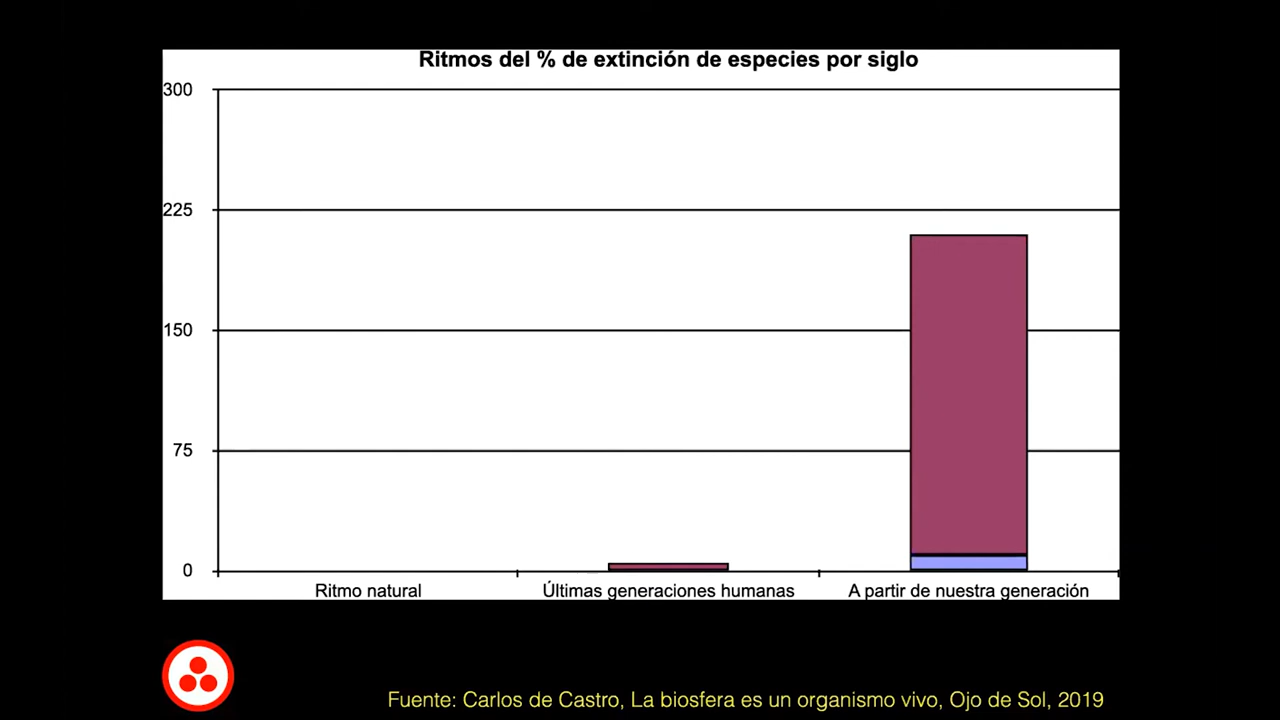 Ritmos del % de extinción de especies por siglo
300
225
150
75
0
Ritmo natural Últimas generaciones humanas A partir de nuestra generación
Fuente: Carlos de Castro, La biosfera es un organismo vivo, Ojo de Sol, 2019